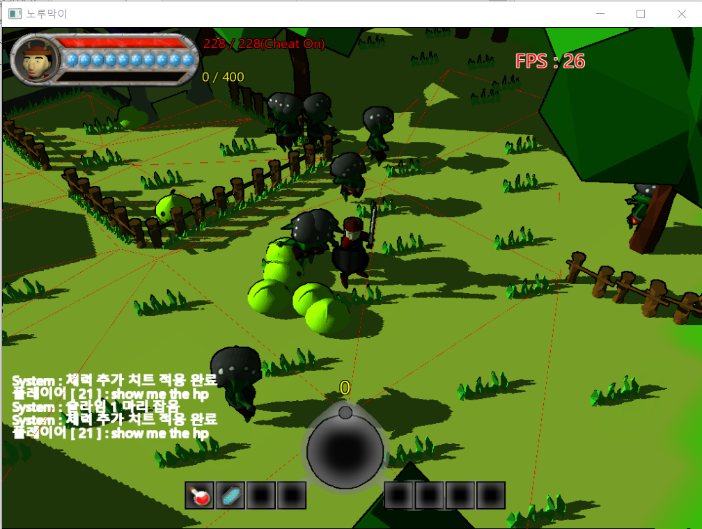 노루막이
228 / 228(Cheat On)
FPS : 26
0 / 400
System : 체력 추가 치트 적용 완료
플레이어 [ 21 ] : show me the hp
System : 슬라임 1 마리 잡음
System : 체력 추가 치트 적용 완료
플레이어 [ 21 ] : show me the hp
0